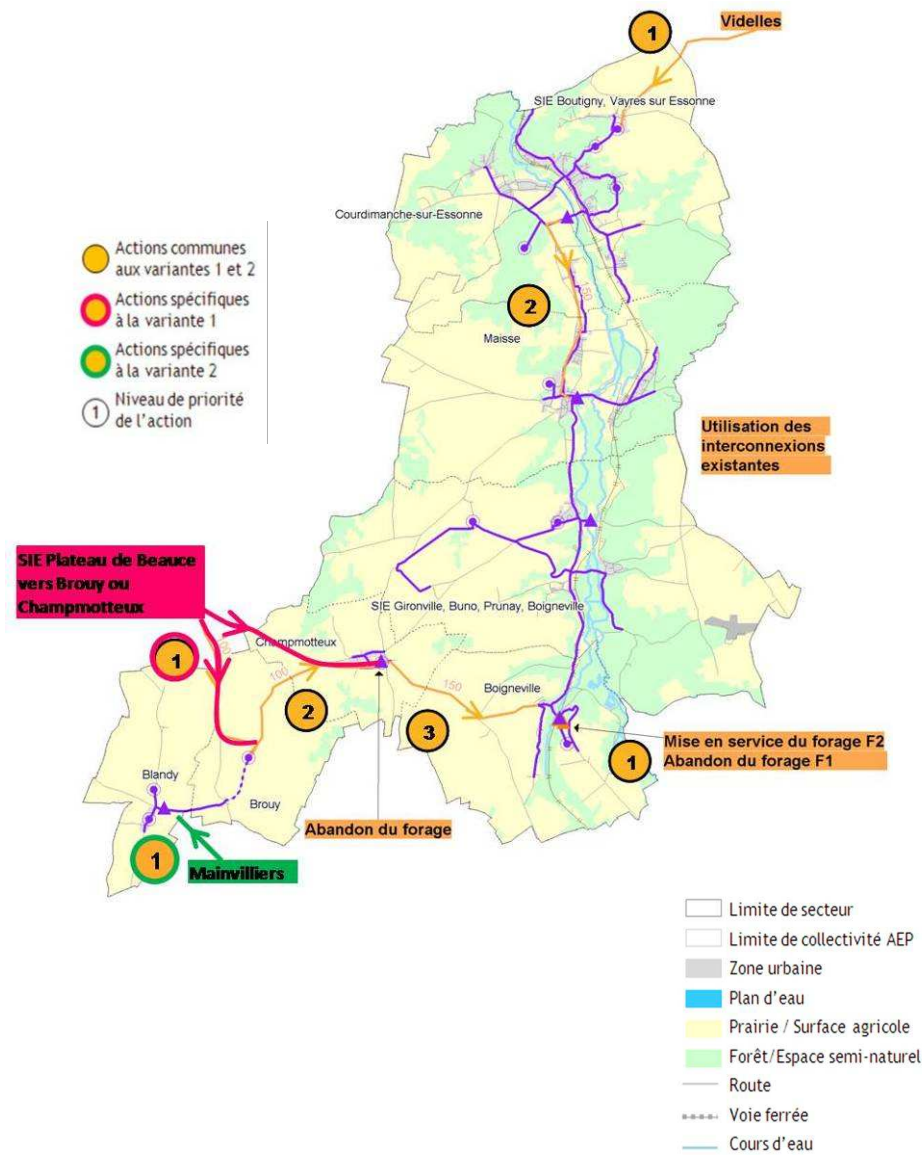 1
Videlles
SIE Boutigny, Vayres sur Essonne
Courdimanche-sur-Essonne
Actions communes
aux variantes 1 et 2
Actions spécifiques
à la variante 1
Actions spécifiques
à la variante 2
1
Niveau de priorité
de l'action
2
150
Maisse
Utilisation des
interconnexions
existantes
SIE Plateau de Beauce
vers Brouy ou
Champmotteux
SIE Gironville, Buno, Prunay, Boigneville
Champmotteux
1
100
2
150
Boigneville
3
Mise en service du forage F2
Abandon du forage F1
1
Blandy
Brouy
Abandon du forage
1
Mainvilliers
Limite de secteur
Limite de collectivité AEP
Zone urbaine
Plan d'eau
Prairie / Surface agricole
Forêt/Espace semi-naturel
Route
Voie ferrée
Cours d'eau